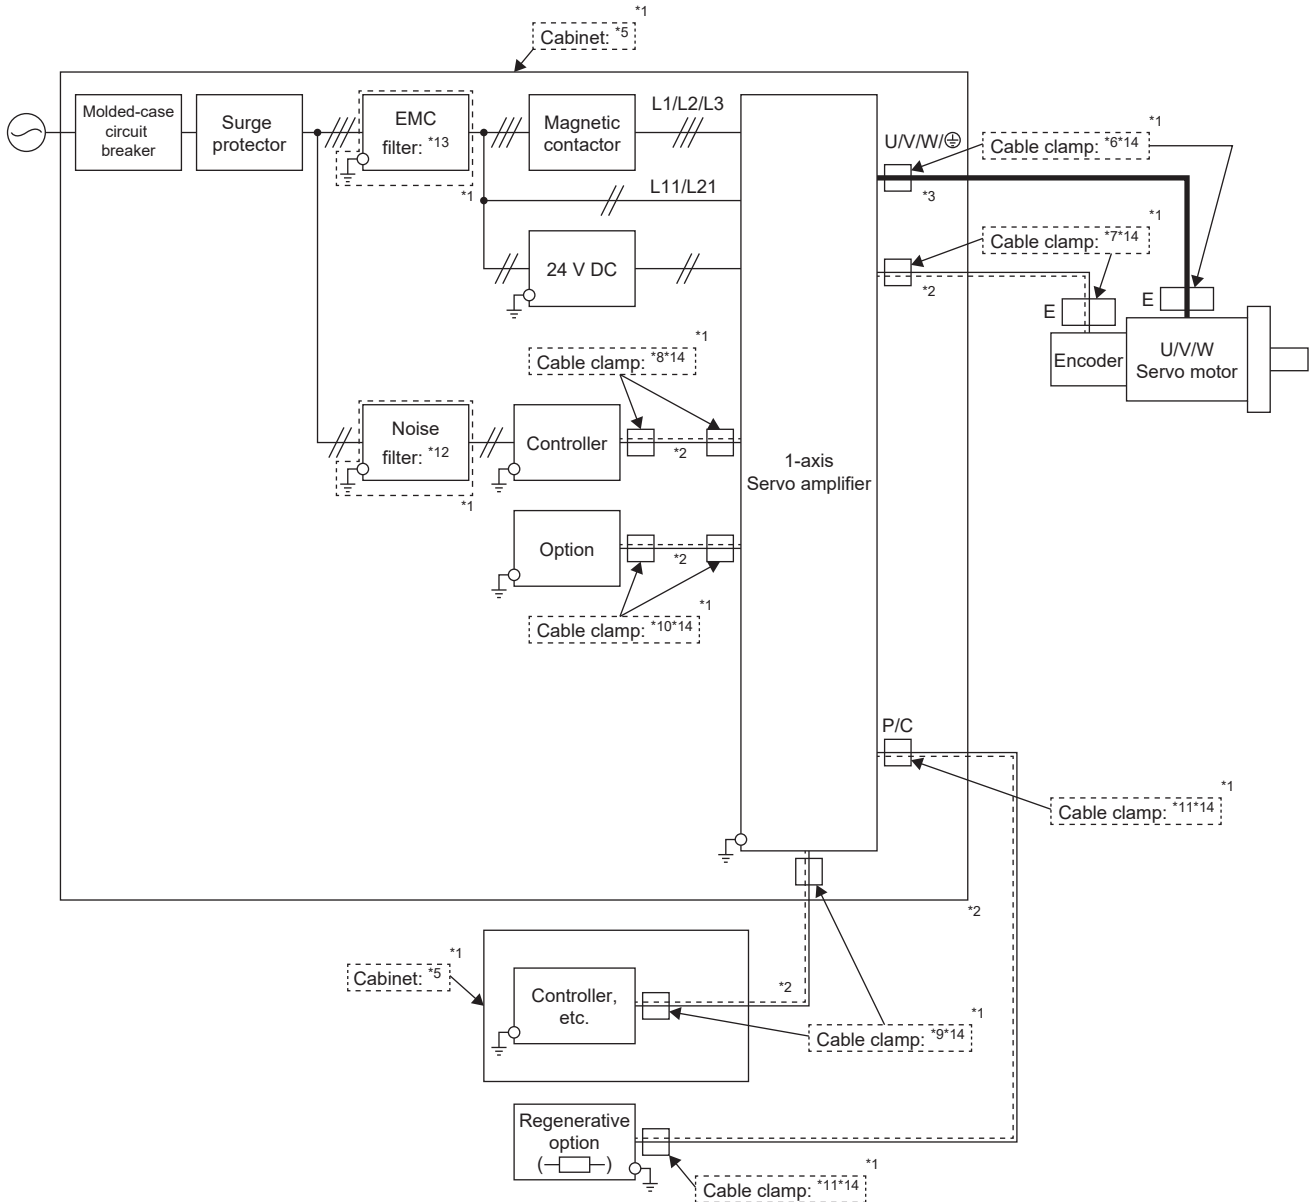 *1
Cabinet: *5
Molded-case
circuit
breaker
Surge
protector
EMC
filter: *13
*1
Magnetic
contactor
L1/L2/L3
L11/L21
24 V DC
U/V/W/
*3
Cable clamp: *6*14
*1
Cable clamp: *7*14
*1
*2
E
E
Encoder
U/V/W
Servo motor
Cable clamp: *8*14
*1
Noise
filter: *12
*1
Controller
*2
1-axis
Servo amplifier
Option
*2
Cable clamp: *10*14
*1
P/C
Cable clamp: *11*14
*1
*2
Cabinet: *5
*1
Controller,
etc.
*2
Cable clamp: *9*14
*1
Regenerative
option
( )
Cable clamp: *11*14
*1